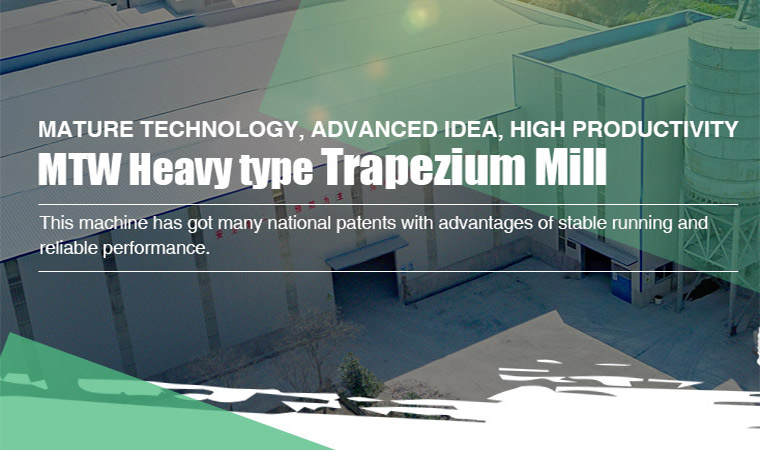 MATURE TECHNOLOGY, ADVANCED IDEA, HIGH PRODUCTIVITY
MTW Heavy type Trapezium Mill
This machine has got many national patents with advantages of stable running and
reliable performance.